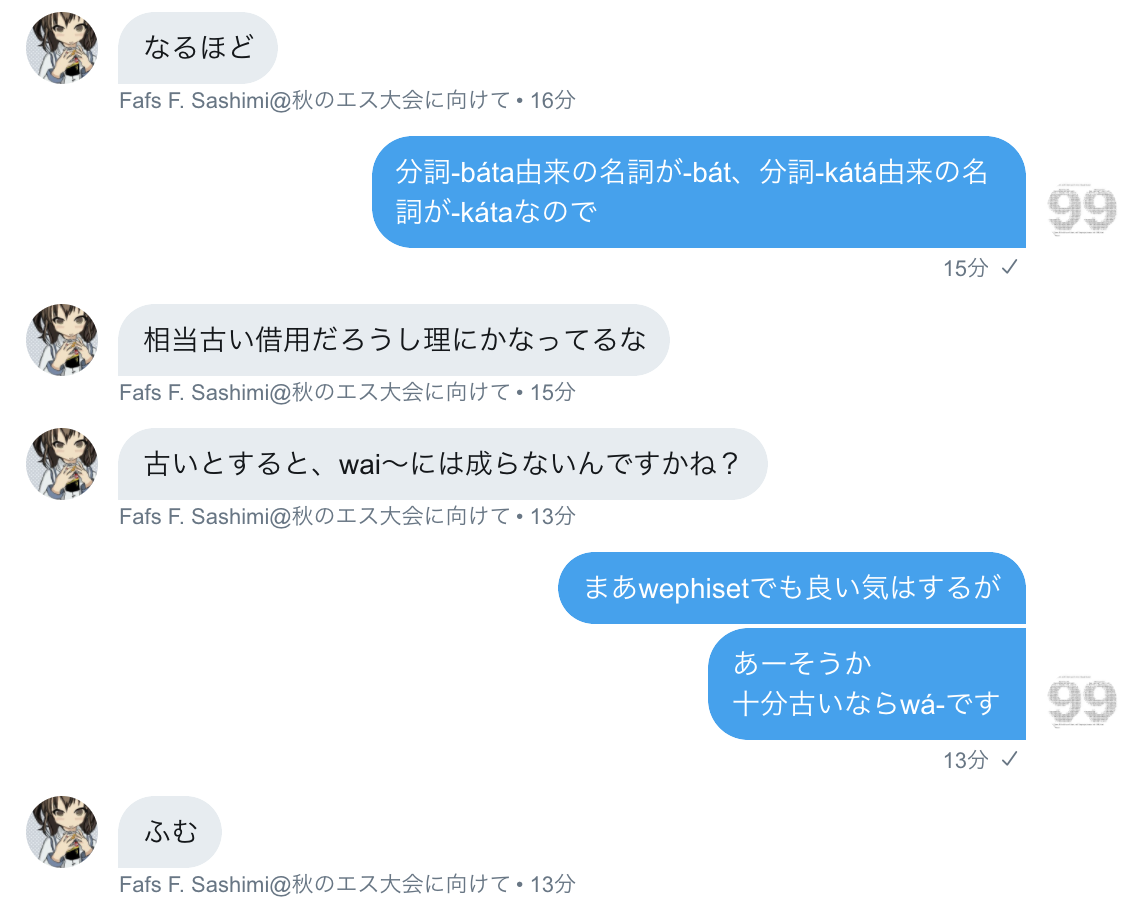 なるほど
Fafs F. Sashimi@秋のエス大会に向けて • 16分
分詞-báta由来の名詞が-bát、分詞-kátá由来の名
詞が-kátaなので
99
15分 ✓
相当古い借用だろうし理にかなってるな
Fafs F. Sashimi@秋のエス大会に向けて • 15分
古いとすると、wai〜には成らないんですかね？
Fafs F. Sashimi@秋のエス大会に向けて • 13分
まあwephisetでも良い気はするが
あーそうか
十分古いならwá-です
99
13分 ✓
ふむ
Fafs F. Sashimi@秋のエス大会に向けて • 13分